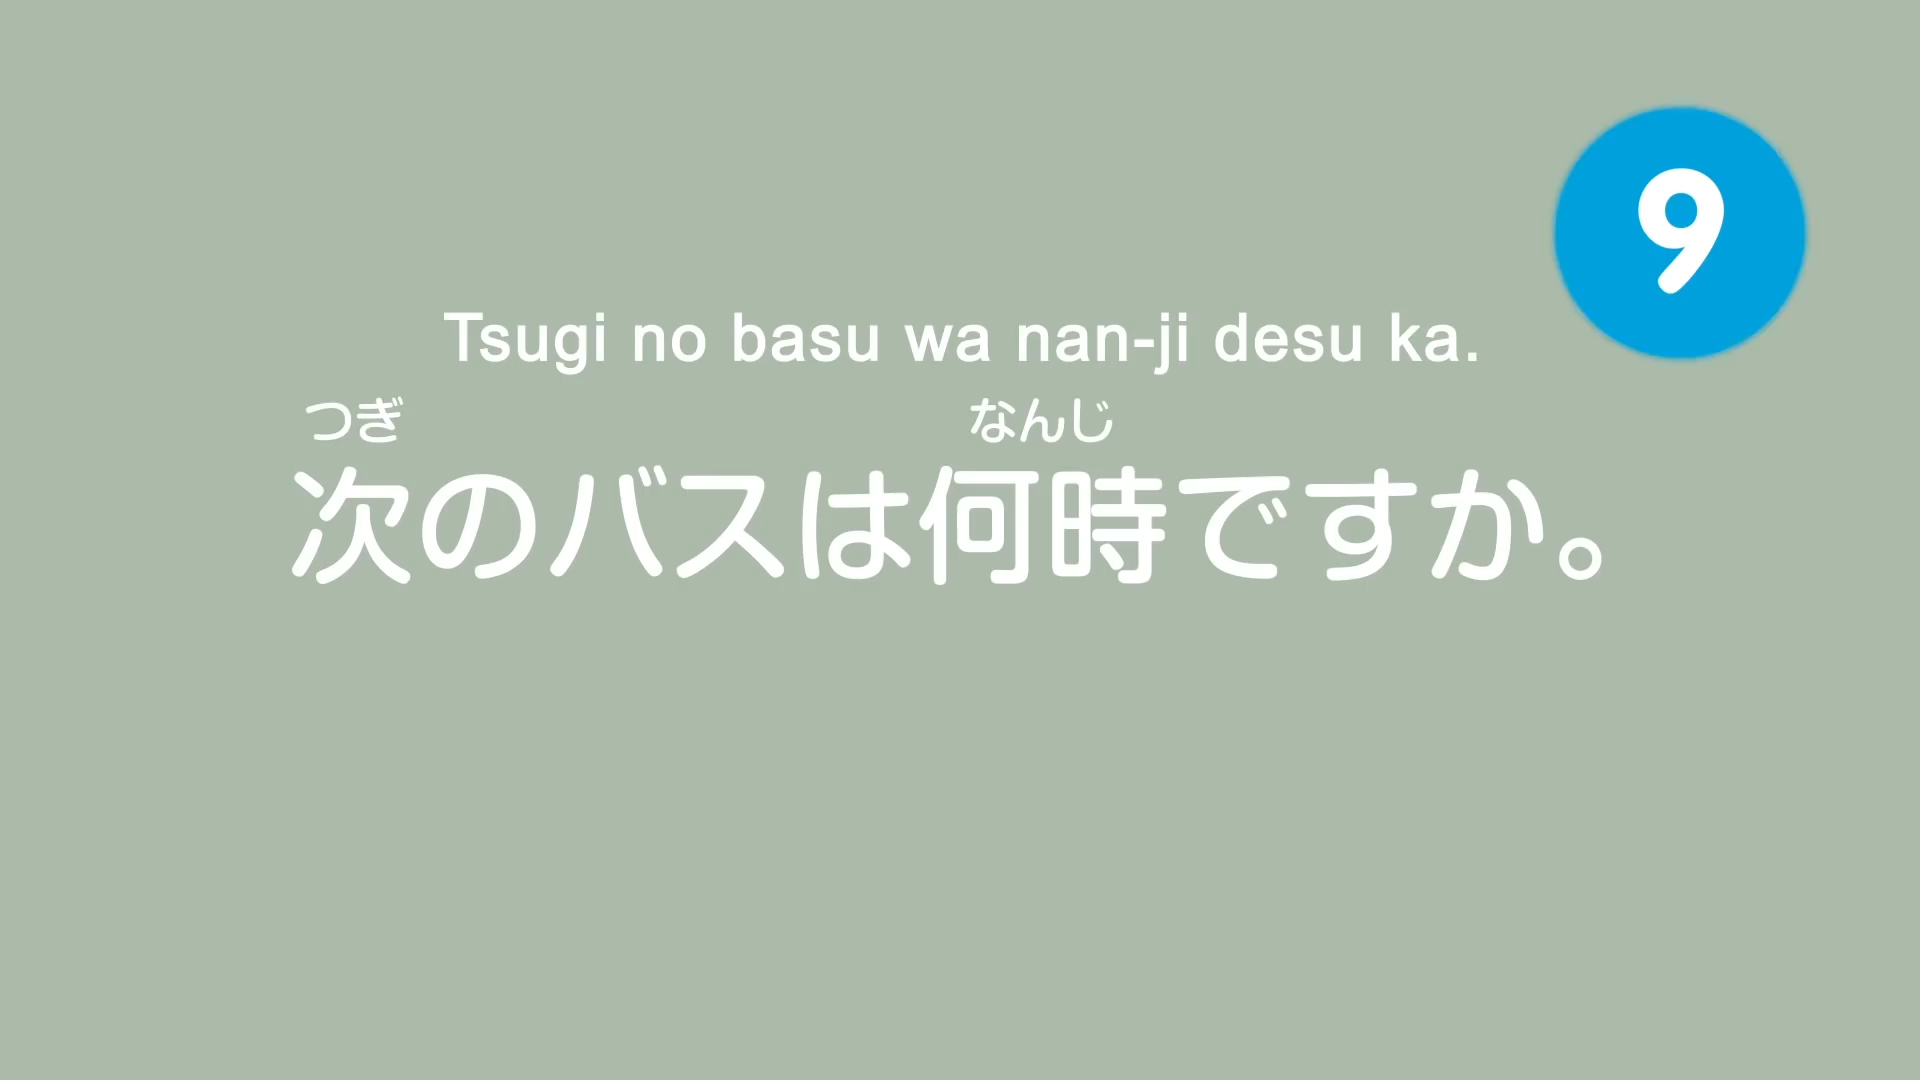 9
Tsugi no basu wa nan-ji desu ka.
つぎ なんじ
次のバスは何時ですか。